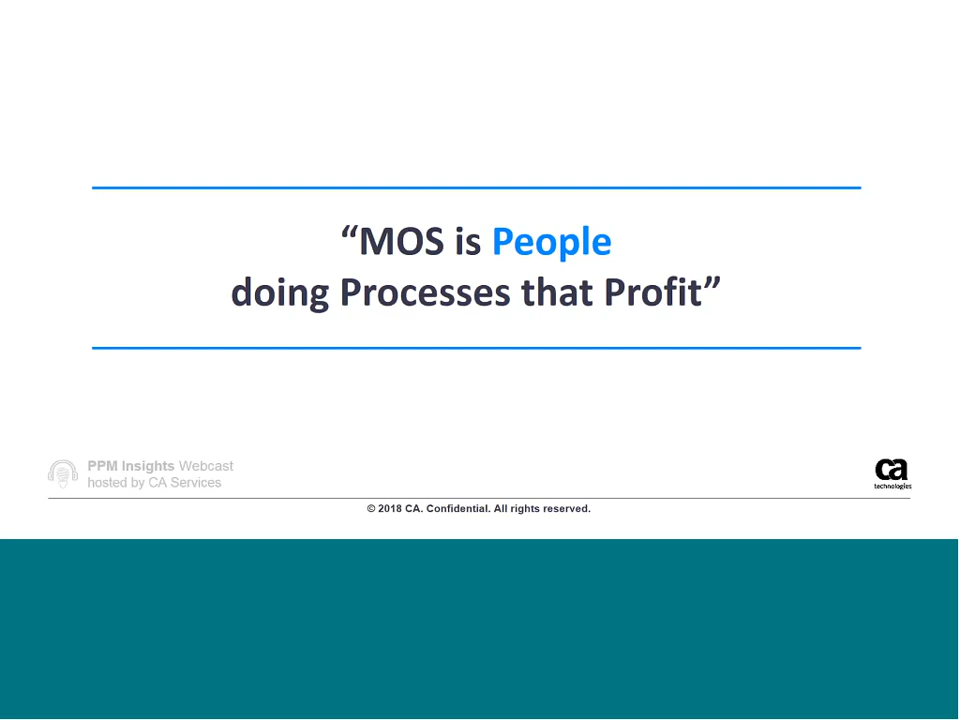 “MOS is People
doing Processes that Profit”
PPM Insights Webcast
hosted by CA Services
ca
technologies
© 2018 CA. Confidential. All rights reserved.